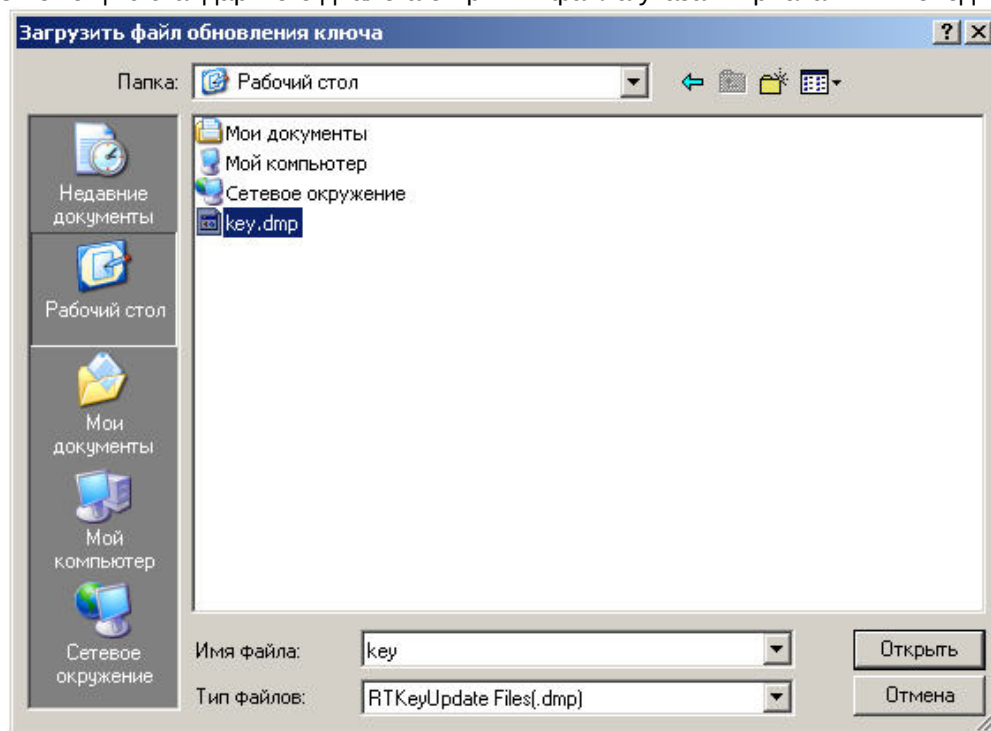 Загрузить файл обновления ключа
Папка:
Рабочий стол
Мои документы
Мой компьютер
Сетевое окружение
key.dmp
Недавние
документы
Рабочий стол
Мои
документы
Мой
компьютер
Сетевое
окружение
Имя файла:
key
Открыть
Тип файлов:
RTKeyUpdate Files(.dmp)
Отмена